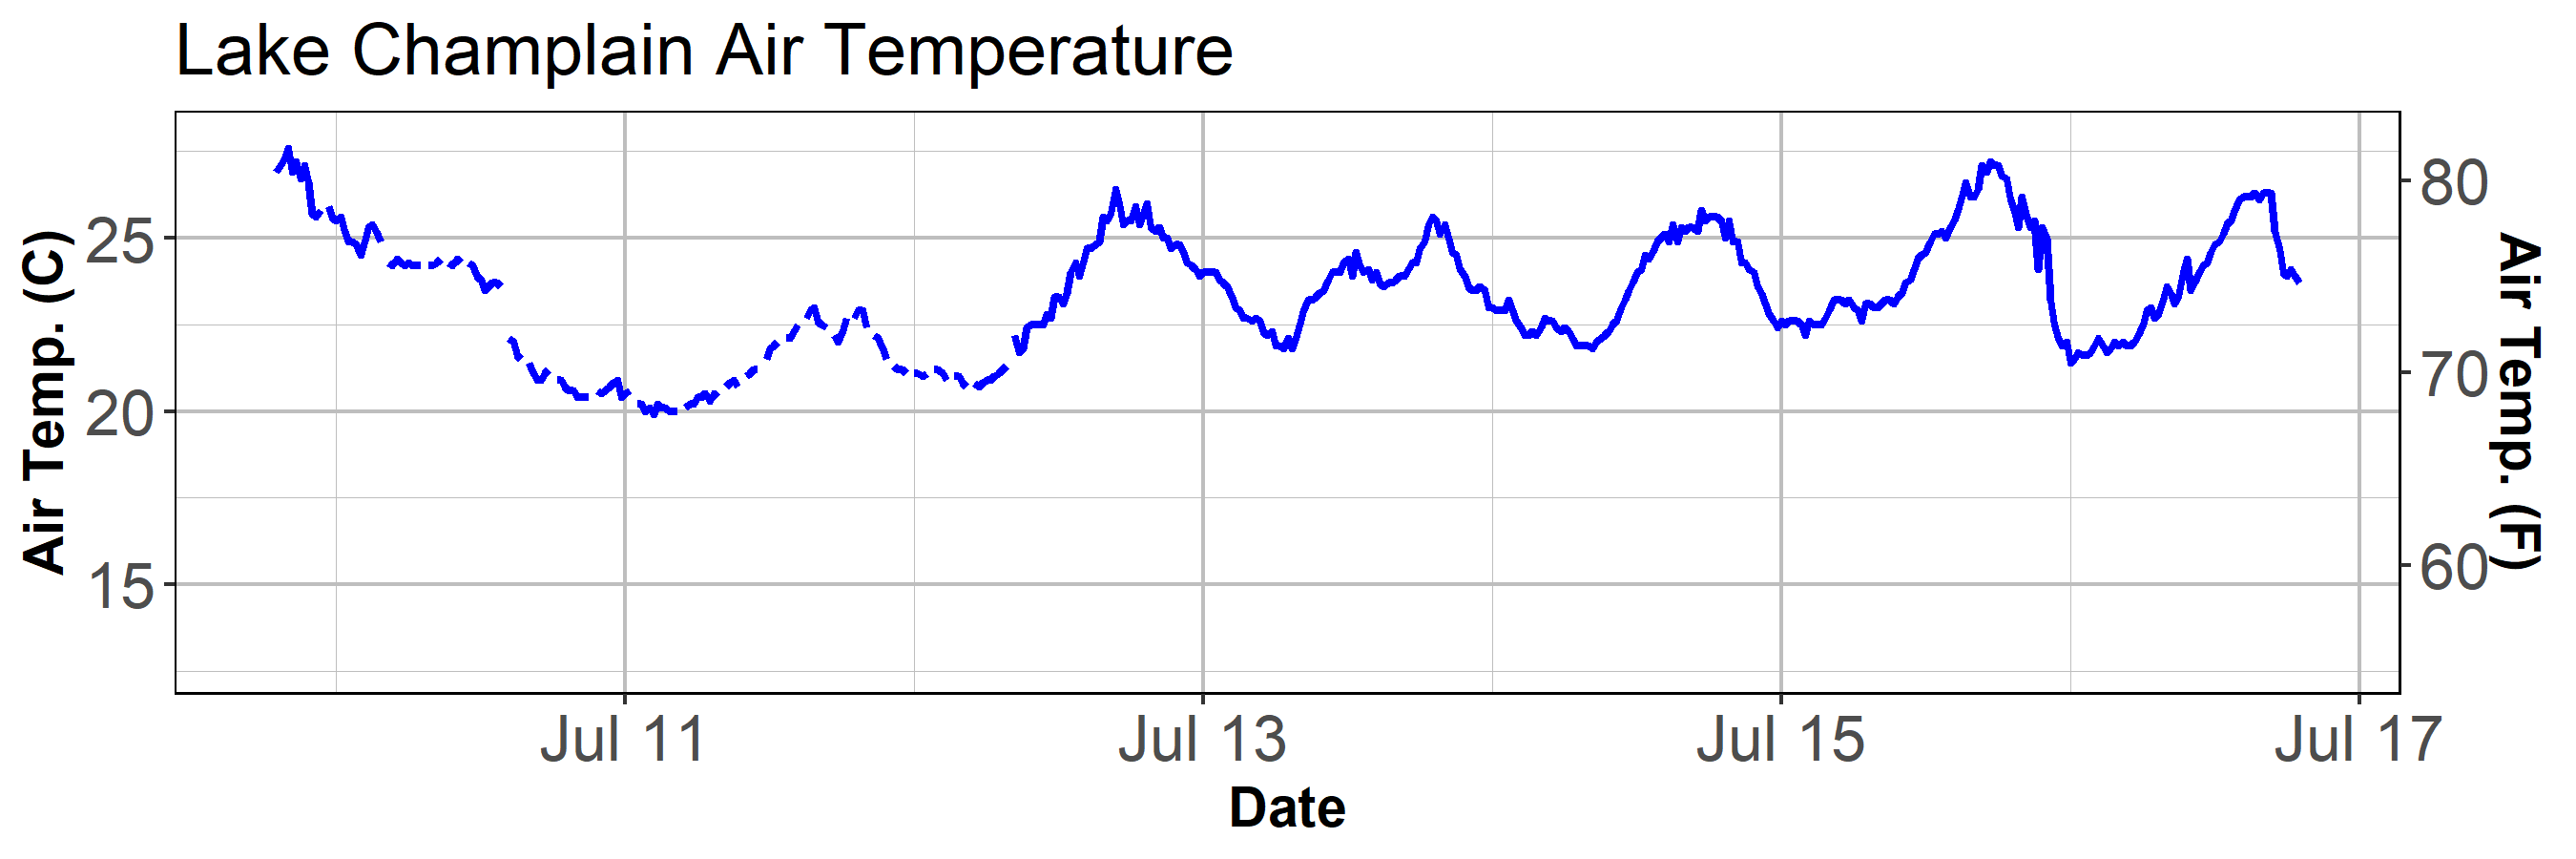 Lake Champlain Air Temperature
Air Temp. (C)
25
20
15
80
70
60
Air Temp. (F)
Jul 11
Jul 13
Jul 15
Jul 17
Date